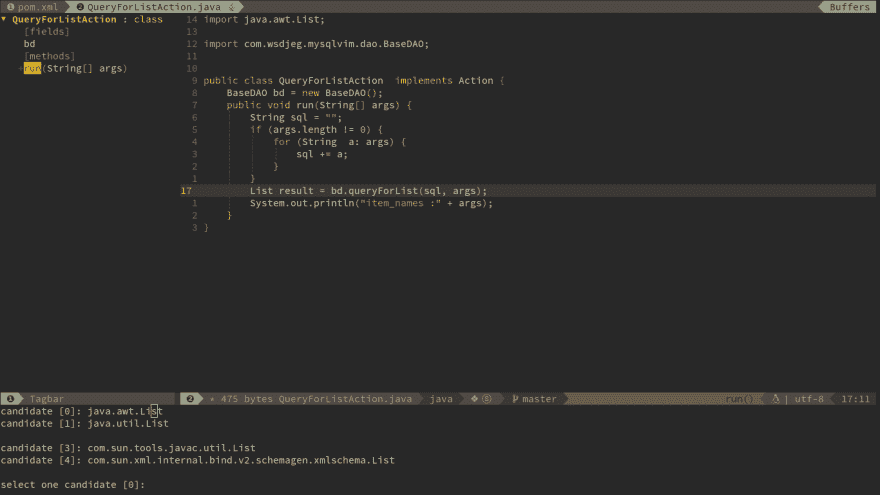 ❶ pom.xml ❷ QueryForListAction.java Buffers
▼ QueryForListAction : class
[fields]
bd
[methods]
run(String[] args)
14 import java.awt.List;
13
12 import com.wsdjeg.mysqlvim.dao.BaseDAO;
11
10
9 public class QueryForListAction  implements Action {
8 BaseDAO bd = new BaseDAO();
7 public void run(String[] args) {
6 String sql = "";
5 if (args.length != 0) {
4 for (String  a: args) {
3 sql += a;
2 }
1 }
17 List result = bd.queryForList(sql, args);
1 System.out.println("item_names :" + args);
2 }
3 }
❶ Tagbar ❷ 475 bytes QueryForListAction.java java ❖ ⑤ master run() | utf-8 17:11
candidate [0]: java.awt.List
candidate [1]: java.util.List
candidate [3]: com.sun.tools.javac.util.List
candidate [4]: com.sun.xml.internal.bind.v2.schemagen.xmlschema.List
select one candidate [0]: